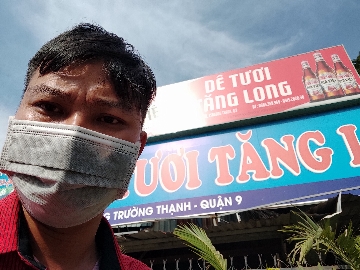 DÊ TƯƠI
TĂNG LONG
ƯƠI TĂNG L
G TRƯỜNG THẠNH - QUẬN 9